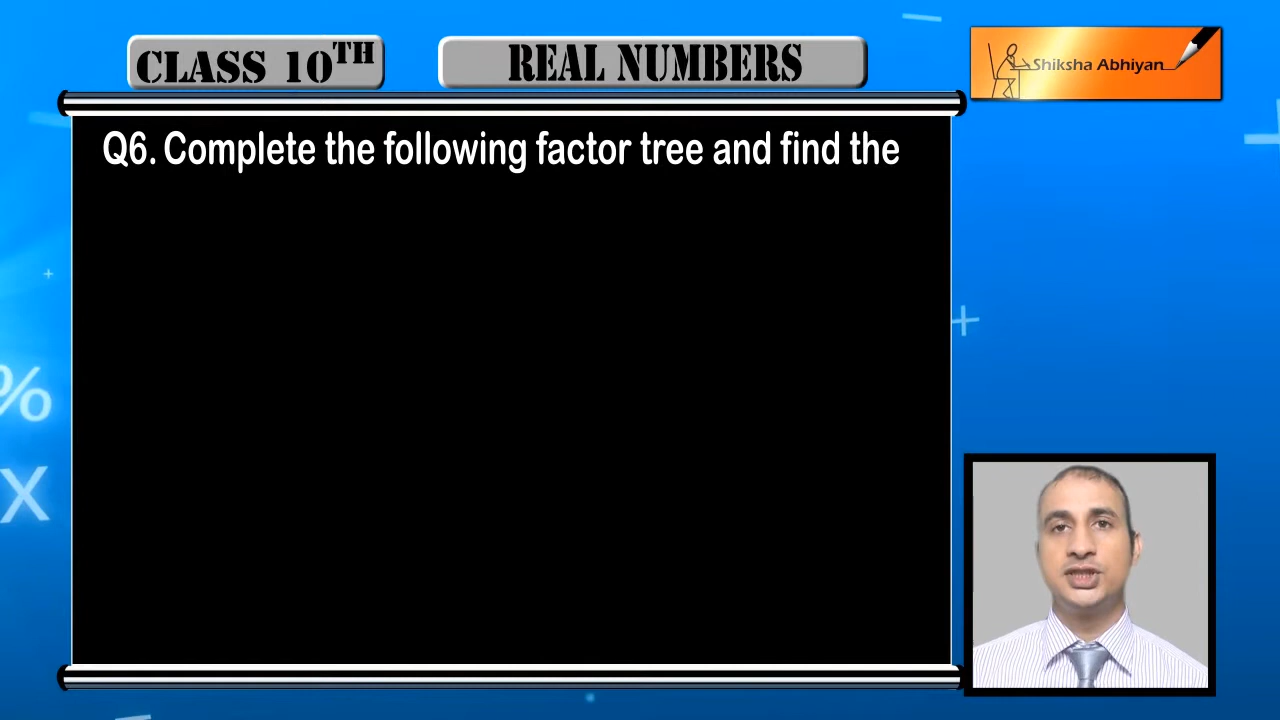 CLASS 10TH
REAL NUMBERS
Shiksha Abhiyan
Q6. Complete the following factor tree and find the
%
X